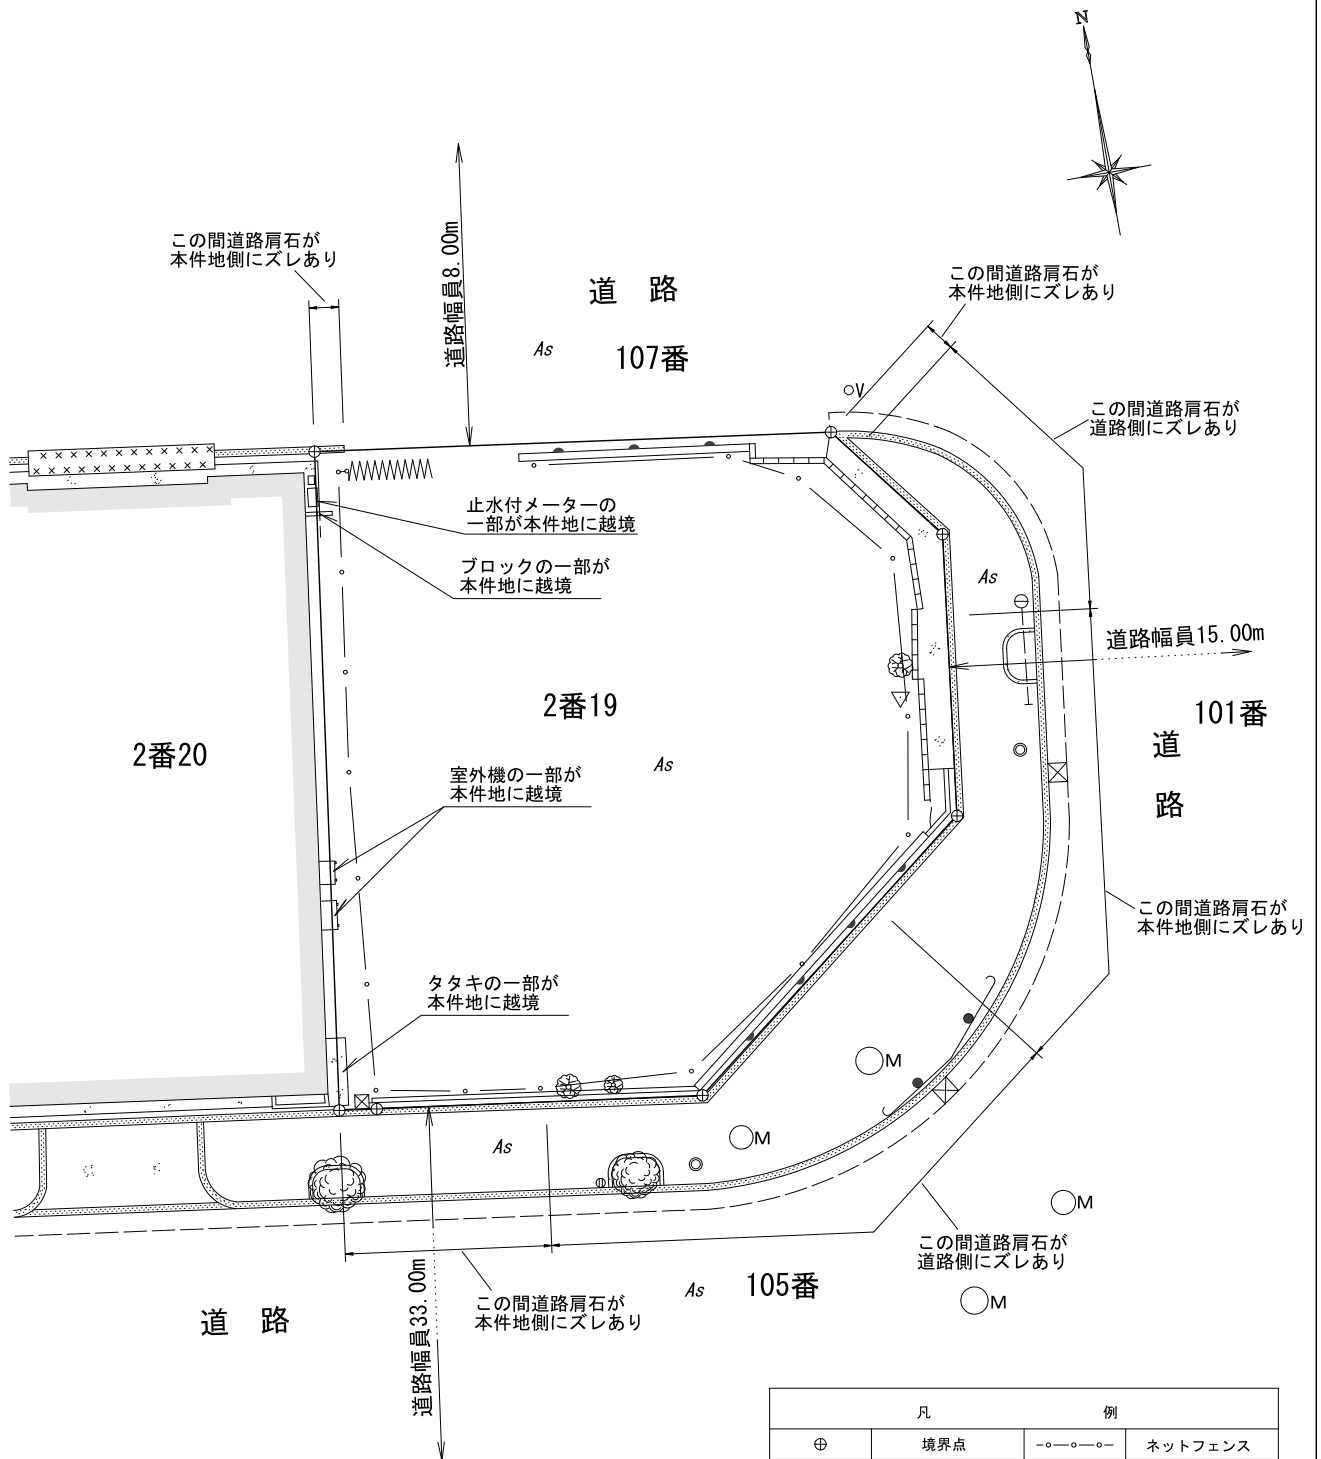 N
この間道路肩石が
本件地側にズレあり
道路幅員8.00m
道 路
As
107番
この間道路肩石が
本件地側にズレあり
V
この間道路肩石が
道路側にズレあり
止水付メーターの
一部が本件地に越境
ブロックの一部が
本件地に越境
As
道路幅員15.00m
2番19
101番
道
路
2番20
As
室外機の一部が
本件地に越境
この間道路肩石が
本件地側にズレあり
タタキの一部が
本件地に越境
M
M
As
M
この間道路肩石が
道路側にズレあり
道路幅員33.00m
As
105番
M
この間道路肩石が
本件地側にズレあり
道 路
凡 例
境界点
ネットフェンス